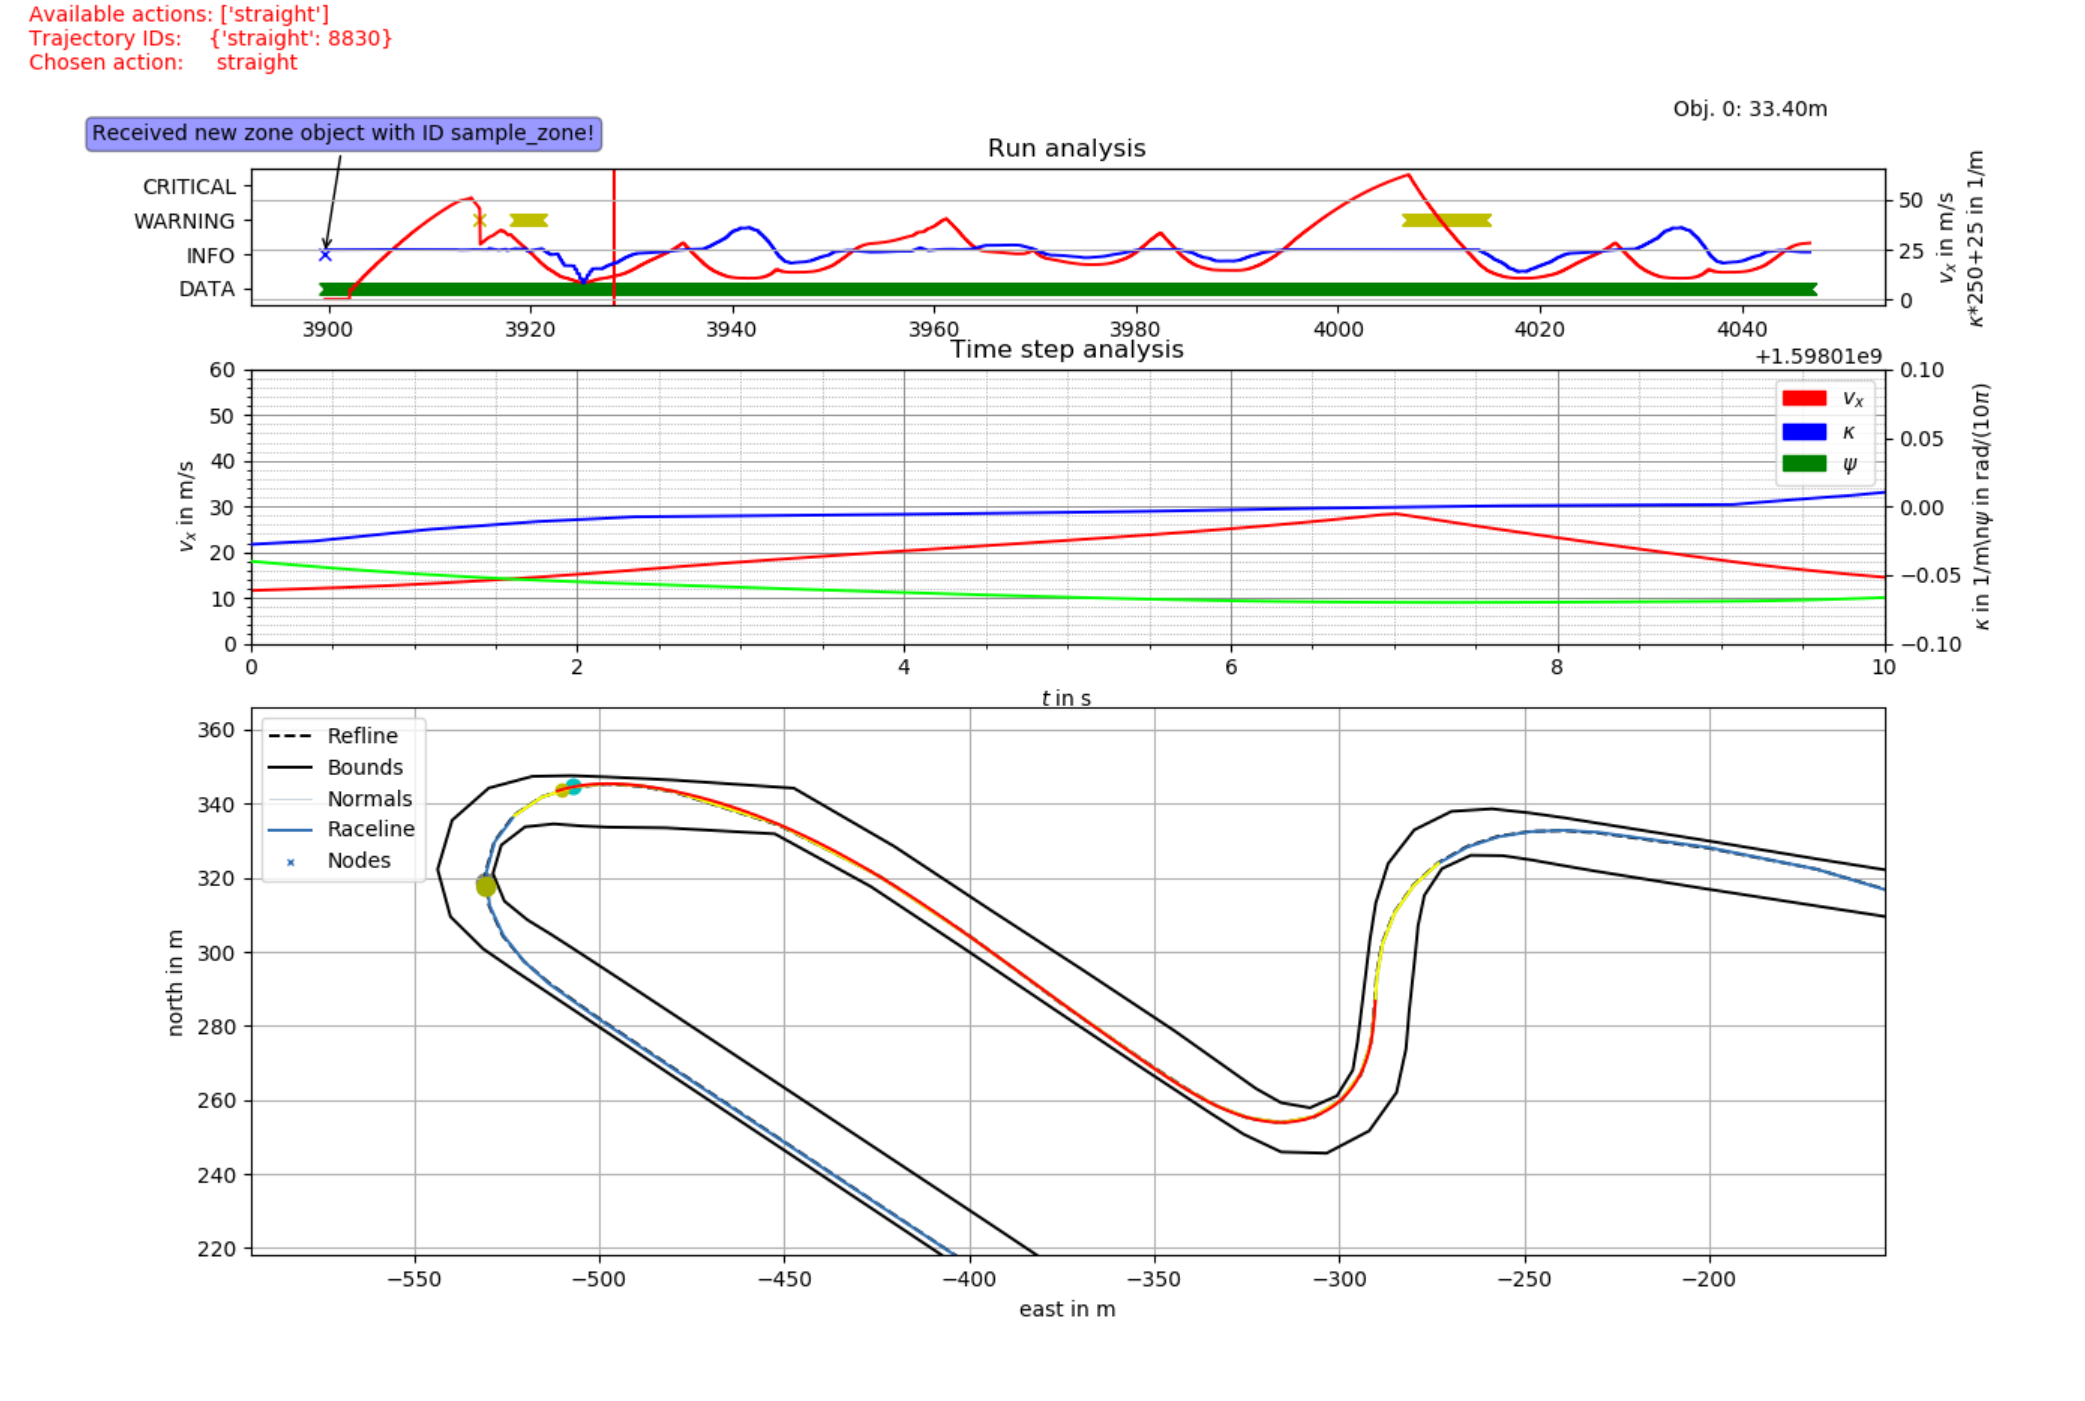 Available actions: ['straight']
Trajectory IDs: {'straight': 8830}
Chosen action: straight
Obj. 0: 33.40m
Received new zone object with ID sample_zone!
Run analysis
CRITICAL
WARNING
INFO
DATA
50
25
0
vx in m/s
κ*250+25 in 1/m
3900 3920 3940 3960 3980 4000 4020 4040
+1.59801e9
Time step analysis
60
50
40
30
20
10
0
vx in m/s
0.10
0.05
0.00
−0.05
−0.10
κ in 1/m\nψ in rad/(10π)
vx
κ
ψ
0 2 4 6 8 10
t in s
Refline
Bounds
Normals
Raceline
Nodes
360
340
320
300
280
260
240
220
north in m
−550 −500 −450 −400 −350 −300 −250 −200
east in m